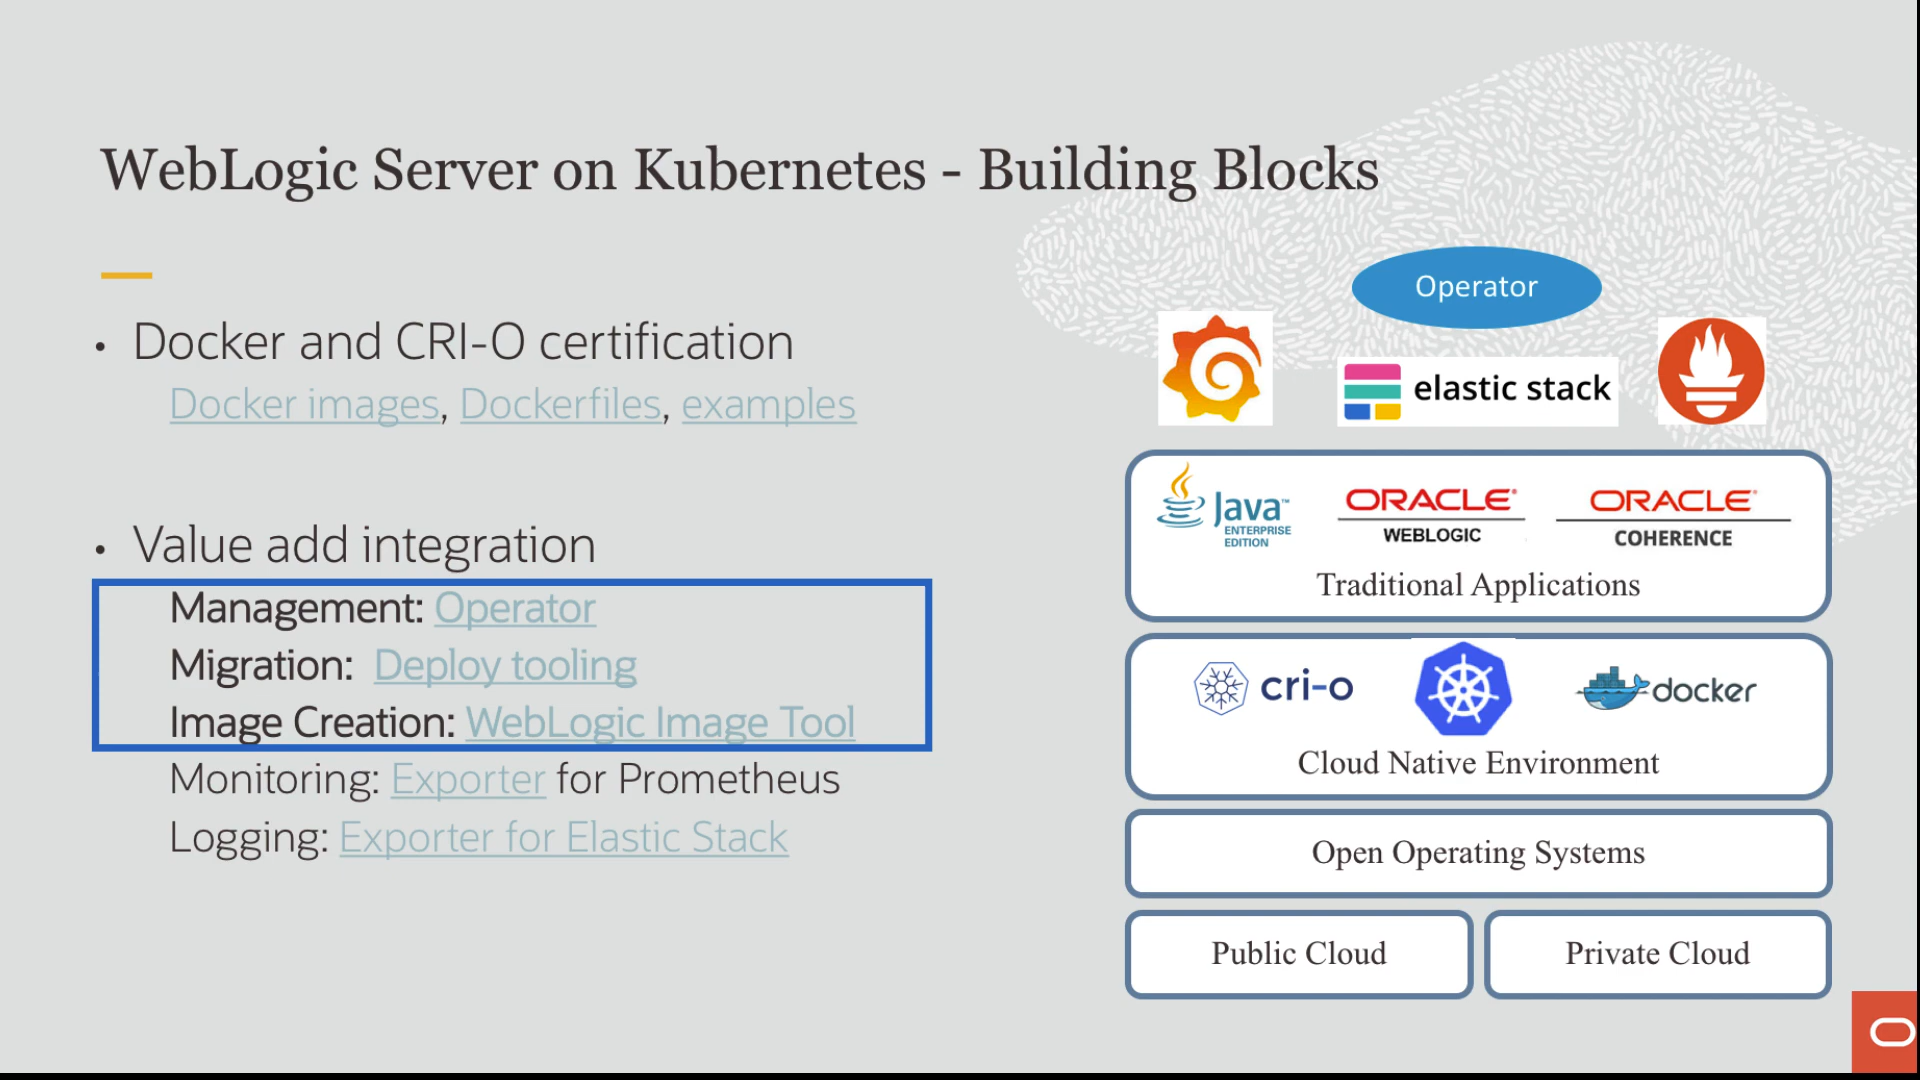 WebLogic Server on Kubernetes - Building Blocks
• Docker and CRI-O certification
Docker images, Dockerfiles, examples
• Value add integration
Management: Operator
Migration: Deploy tooling
Image Creation: WebLogic Image Tool
Monitoring: Exporter for Prometheus
Logging: Exporter for Elastic Stack
Operator
elastic stack
Java™
ENTERPRISE
EDITION
ORACLE®
WEBLOGIC
ORACLE®
COHERENCE
Traditional Applications
cri-o
docker
Cloud Native Environment
Open Operating Systems
Public Cloud
Private Cloud